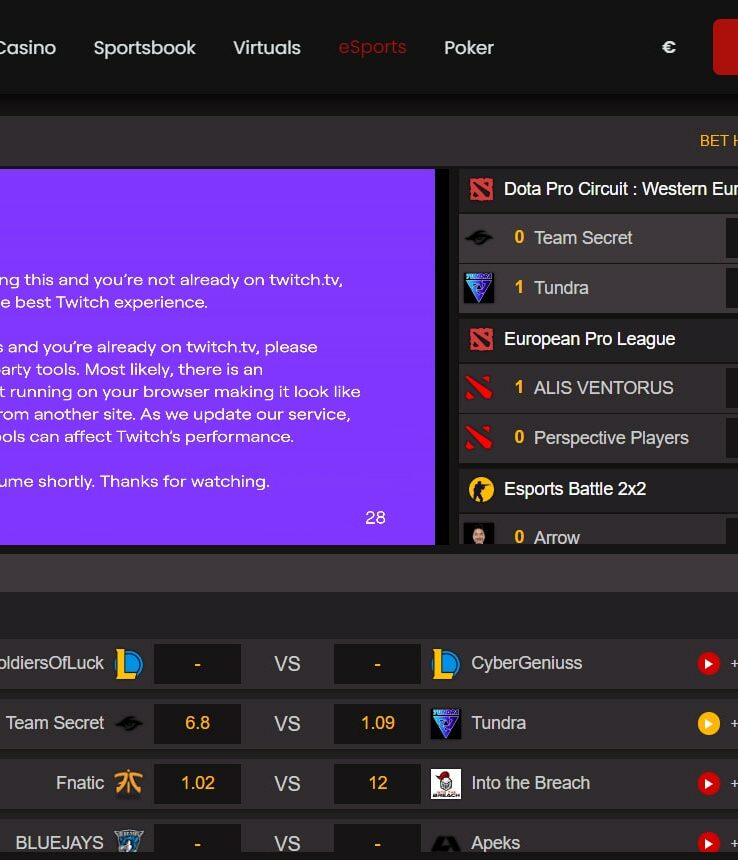 Casino Sportsbook Virtuals eSports Poker €
BET H
ng this and you're not already on twitch.tv,
e best Twitch experience.
s and you're already on twitch.tv, please
arty tools. Most likely, there is an
t running on your browser making it look like
rom another site. As we update our service,
ools can affect Twitch's performance.
ume shortly. Thanks for watching.
28
Dota Pro Circuit : Western Eur
0 Team Secret
1 Tundra
European Pro League
1 ALIS VENTORUS
0 Perspective Players
Esports Battle 2x2
0 Arrow
oldiersOfLuck - VS - CyberGeniuss +
Team Secret 6.8 VS 1.09 Tundra +
Fnatic 1.02 VS 12 Into the Breach +
BLUEJAYS - VS - Apeks +